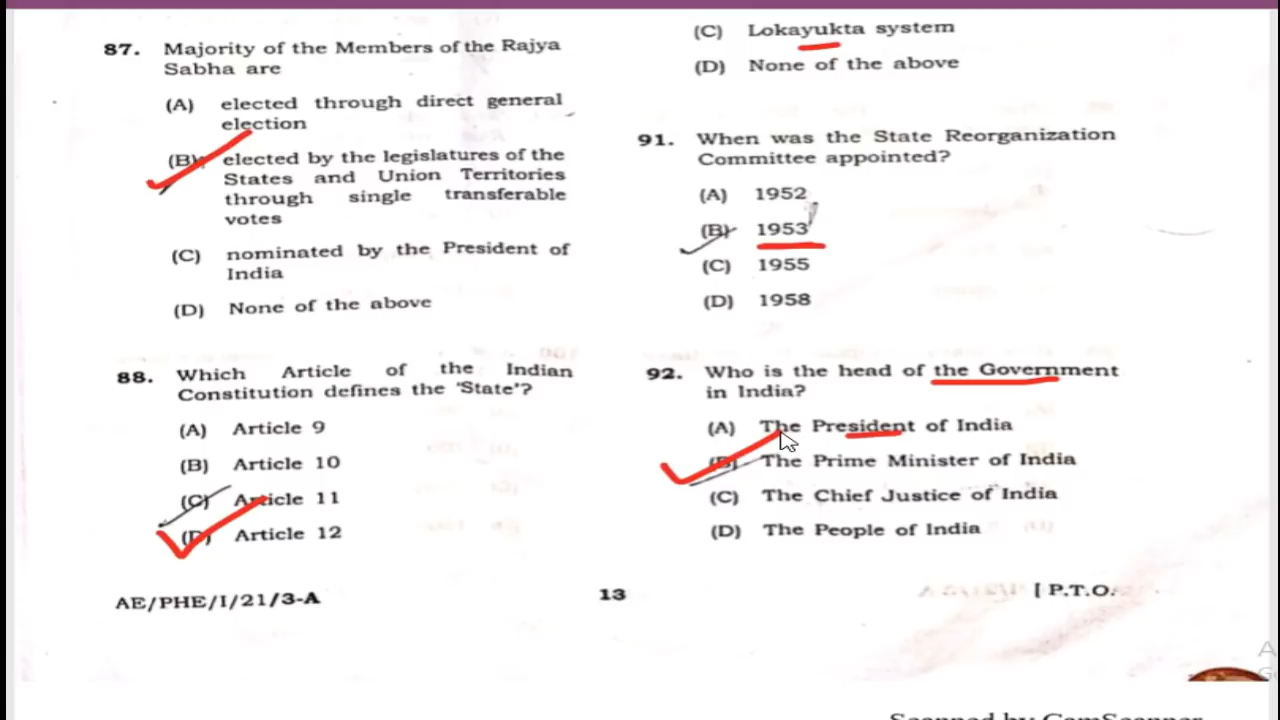 87. Majority of the Members of the Rajya
Sabha are
(A) elected through direct general
election
(B) elected by the legislatures of the
States and Union Territories
through single transferable
votes
(C) nominated by the President of
India
(D) None of the above
88. Which Article of the Indian
Constitution defines the 'State'?
(A) Article 9
(B) Article 10
(C) Article 11
(D) Article 12
AE/PHE/I/21/3-A
(C) Lokayukta system
(D) None of the above
91. When was the State Reorganization
Committee appointed?
(A) 1952
(B) 1953
(C) 1955
(D) 1958
92. Who is the head of the Government
in India?
(A) The President of India
(B) The Prime Minister of India
(C) The Chief Justice of India
(D) The People of India
13
[ P.T.O.
Scanned by CamScanner